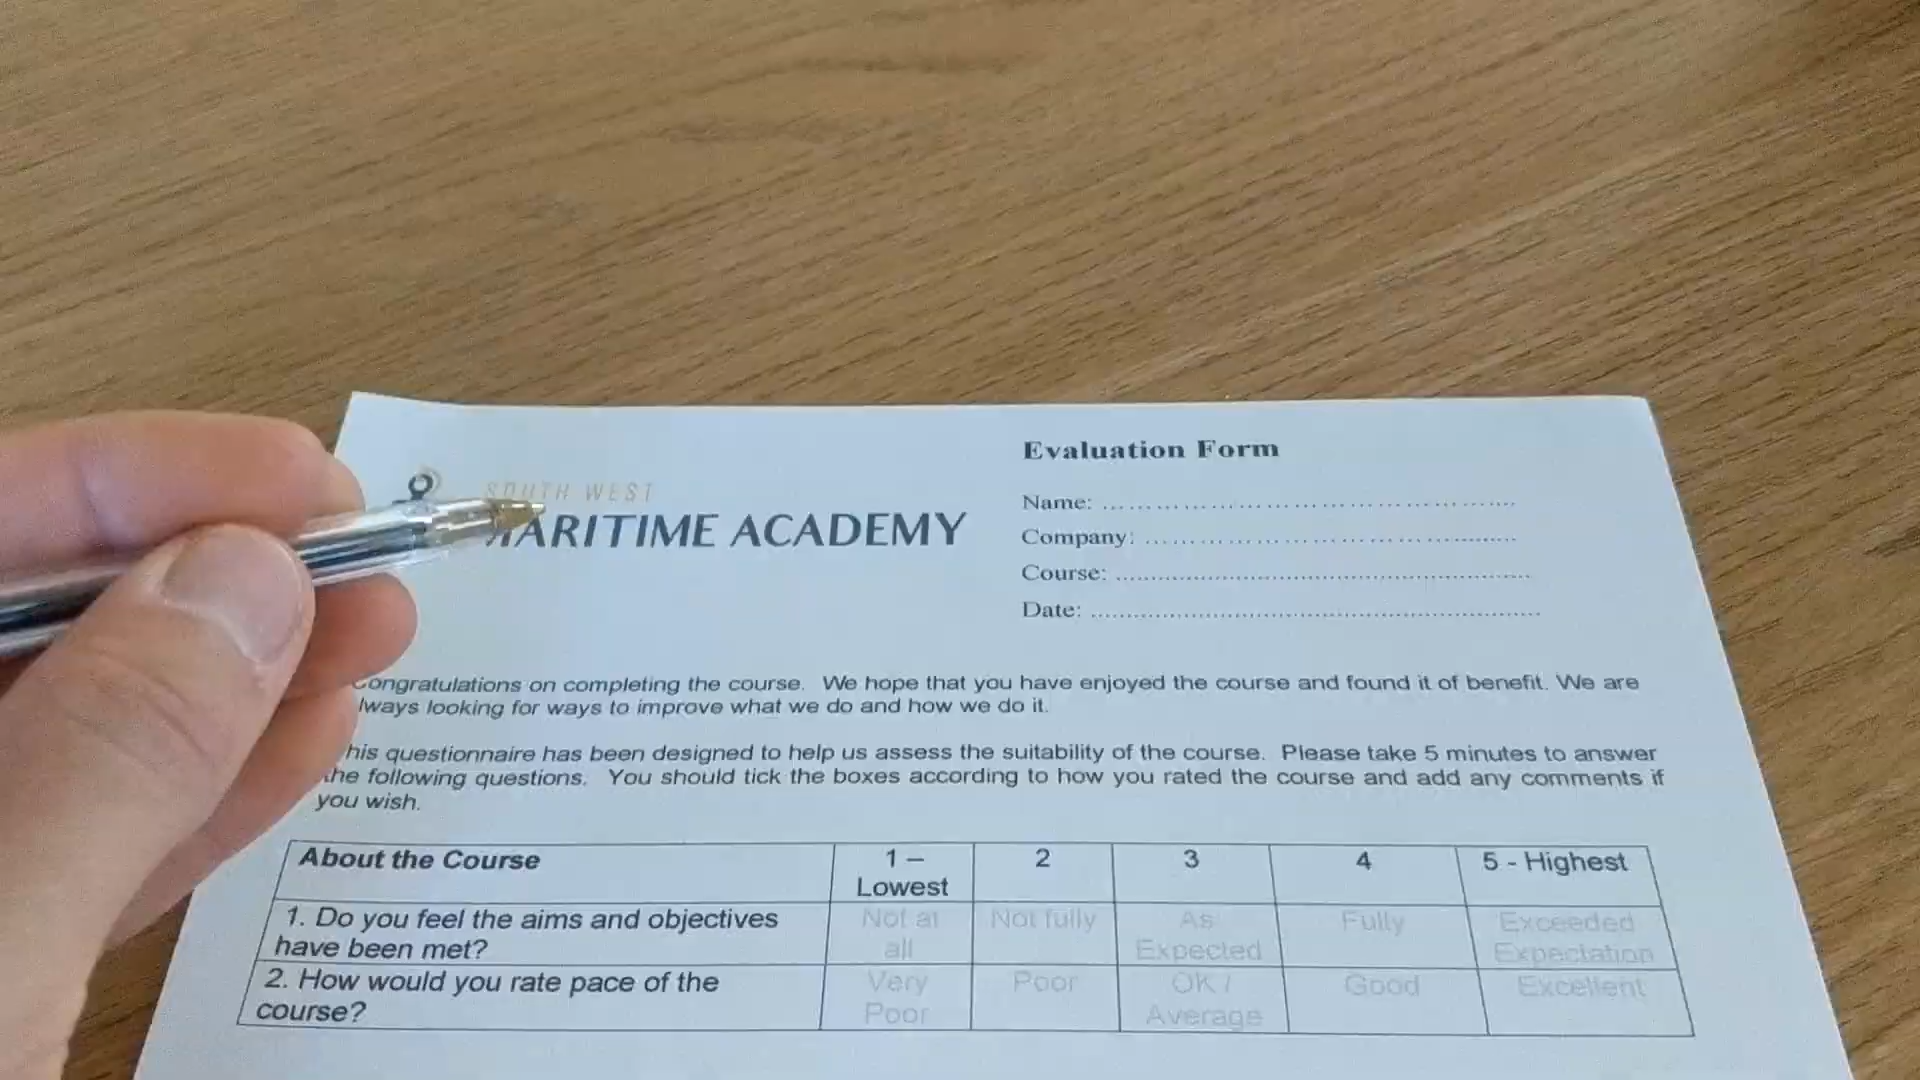 SOUTH WEST
MARITIME ACADEMY
Evaluation Form
Name: ..........................................................
Company: ..........................................................
Course: ..........................................................
Date: ..........................................................
Congratulations on completing the course. We hope that you have enjoyed the course and found it of benefit. We are
always looking for ways to improve what we do and how we do it.
This questionnaire has been designed to help us assess the suitability of the course. Please take 5 minutes to answer
the following questions. You should tick the boxes according to how you rated the course and add any comments if
you wish.
About the Course 1 – Lowest 2 3 4 5 - Highest
1. Do you feel the aims and objectives have been met? Not at all Not fully As Expected Fully Exceeded Expectation
2. How would you rate pace of the course? Very Poor Poor OK / Average Good Excellent